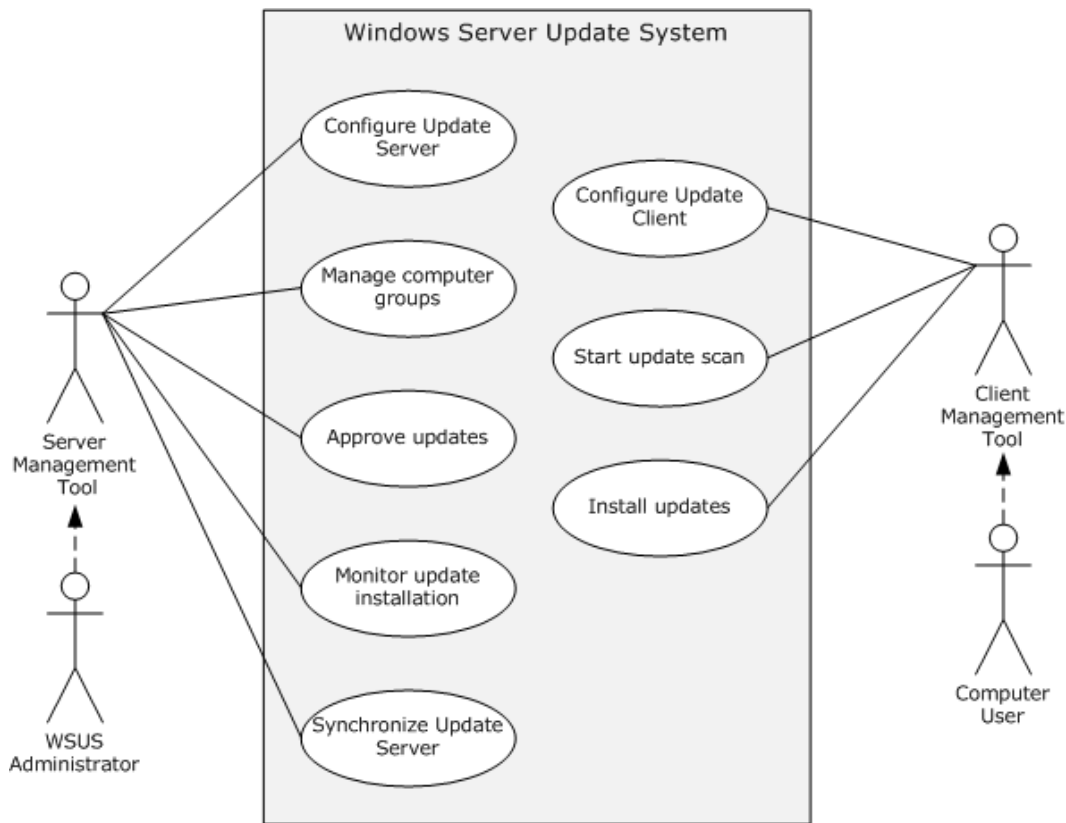 Windows Server Update System
Configure Update
Server
Manage computer
groups
Approve updates
Monitor update
installation
Synchronize Update
Server
Configure Update
Client
Start update scan
Install updates
Server
Management
Tool
WSUS
Administrator
Client
Management
Tool
Computer
User